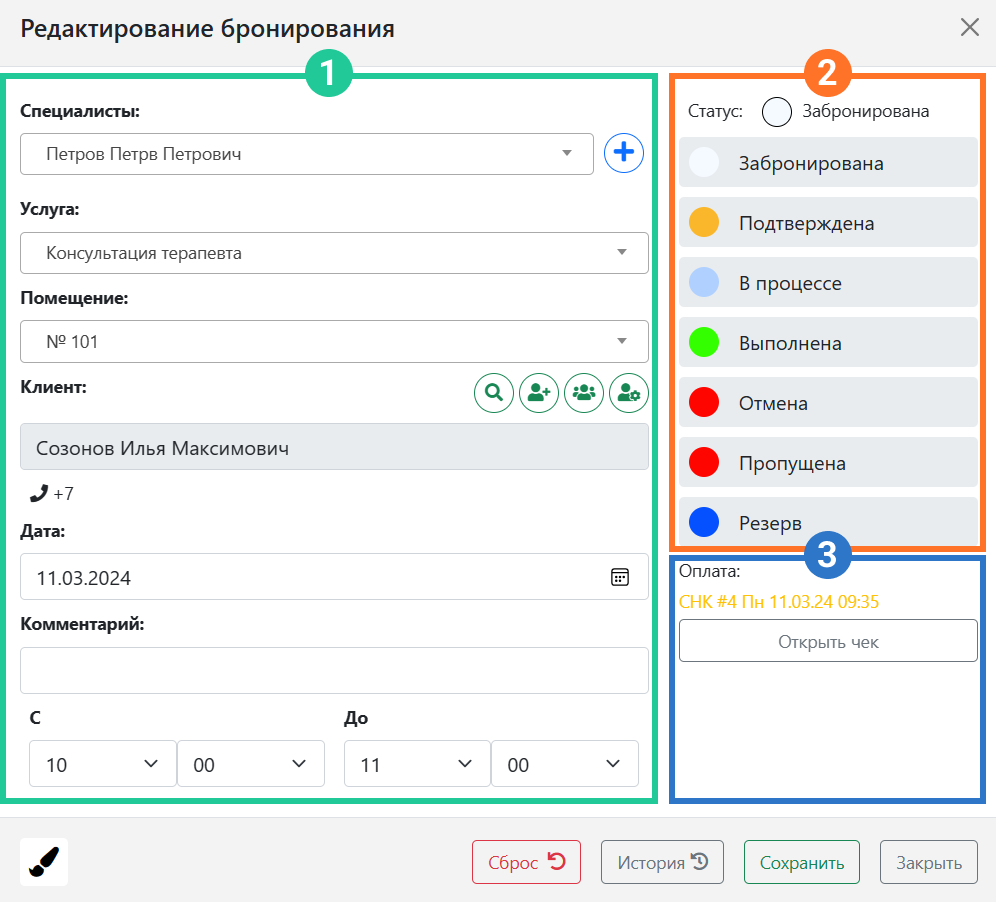 Редактирование бронирования
1
Специалисты:
Петров Петрв Петрович
Услуга:
Консультация терапевта
Помещение:
№ 101
Клиент:
Созонов Илья Максимович
+7
Дата:
11.03.2024
Комментарий:
С До
10 00 11 00
2
Статус: Забронирована
Забронирована
Подтверждена
В процессе
Выполнена
Отмена
Пропущена
Резерв
3
Оплата:
СНК #4 Пн 11.03.24 09:35
Открыть чек
Сброс История Сохранить Закрыть